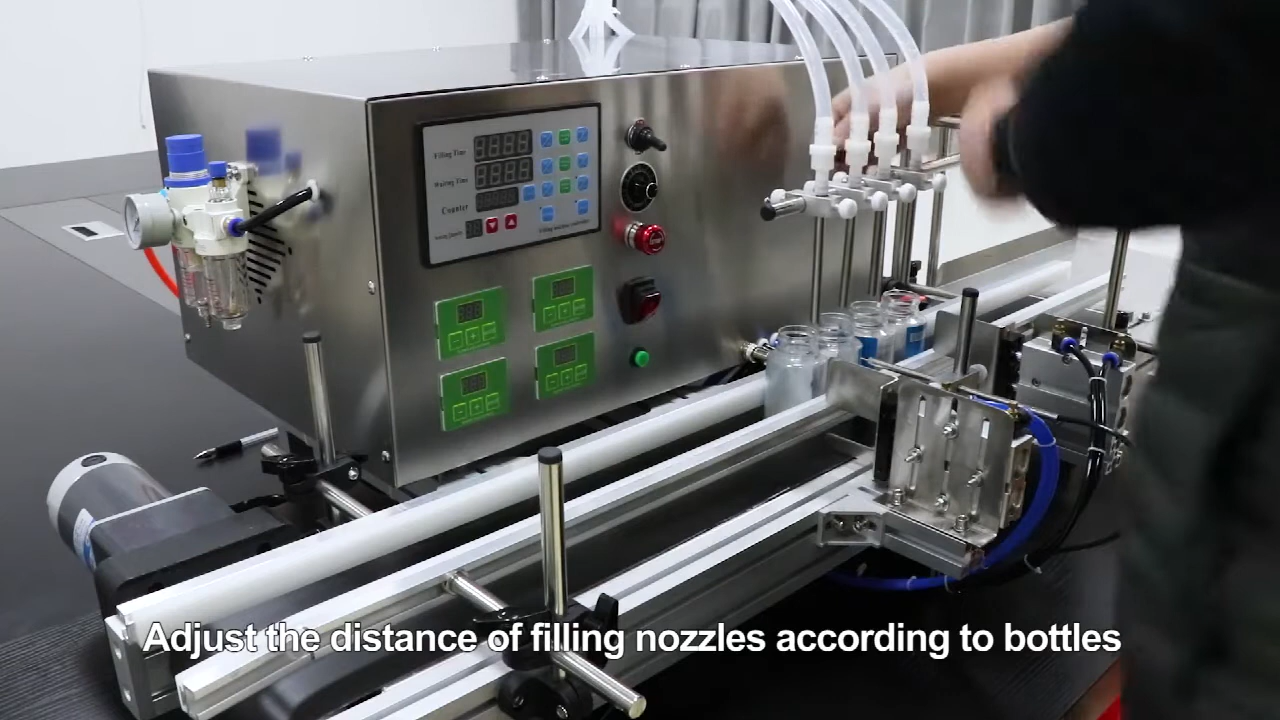 Filling Time
Waiting Time
Counter
Adjust the distance of filling nozzles according to bottles